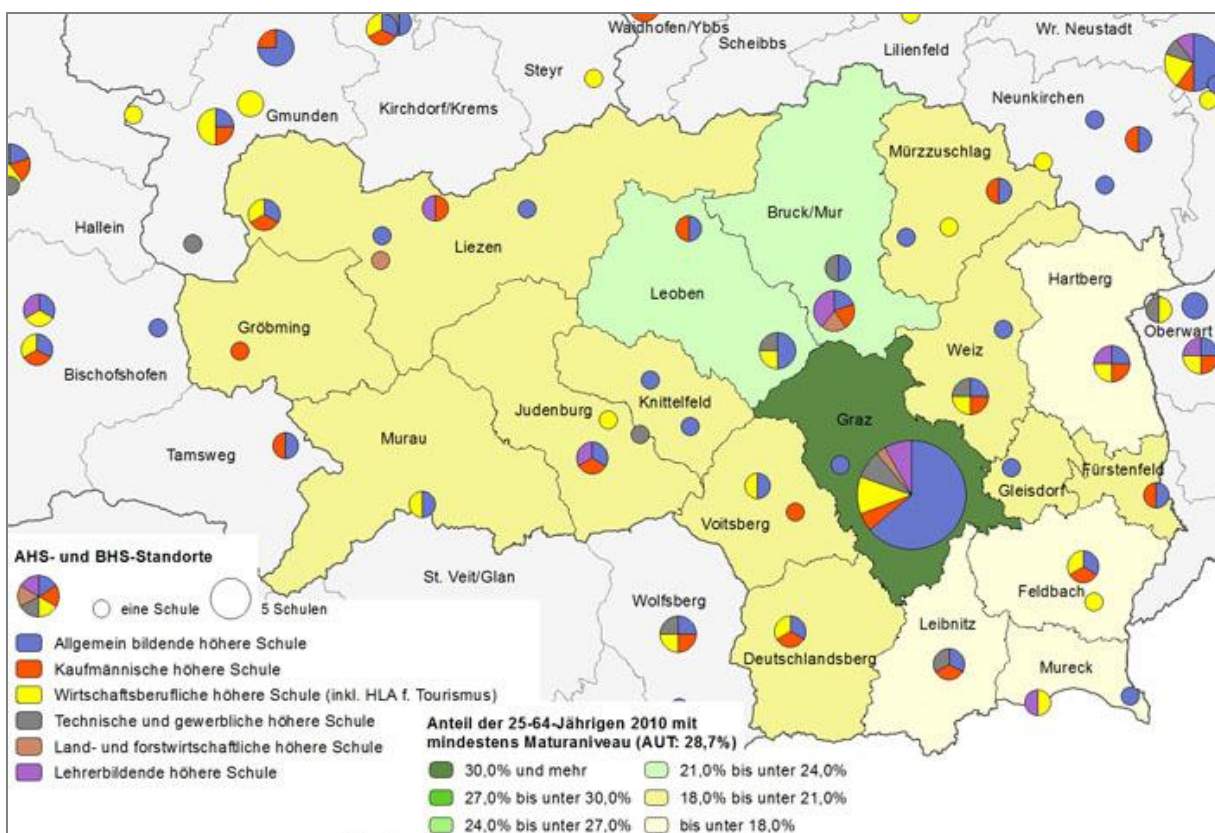 Waidhofen/Ybbs
Scheibbs
Lilienfeld
Wr. Neustadt
Steyr
Neunkirchen
Gmunden
Kirchdorf/Krems
Mürzzuschlag
Hallein
Bruck/Mur
Liezen
Hartberg
Leoben
Oberwart
Gröbming
Weiz
Bischofshofen
Judenburg
Knittelfeld
Graz
Murau
Tamsweg
Fürstenfeld
Gleisdorf
Voitsberg
AHS- und BHS-Standorte
St. Veit/Glan
eine Schule
5 Schulen
Wolfsberg
Feldbach
Leibnitz
Allgemein bildende höhere Schule
Kaufmännische höhere Schule
Deutschlandsberg
Mureck
Wirtschaftsberufliche höhere Schule (inkl. HLA f. Tourismus)
Technische und gewerbliche höhere Schule
Land- und forstwirtschaftliche höhere Schule
Lehrerbildende höhere Schule
Anteil der 25-64-Jährigen 2010 mit
mindestens Maturaniveau (AUT: 28,7%)
30,0% und mehr
21,0% bis unter 24,0%
27,0% bis unter 30,0%
18,0% bis unter 21,0%
24,0% bis unter 27,0%
bis unter 18,0%